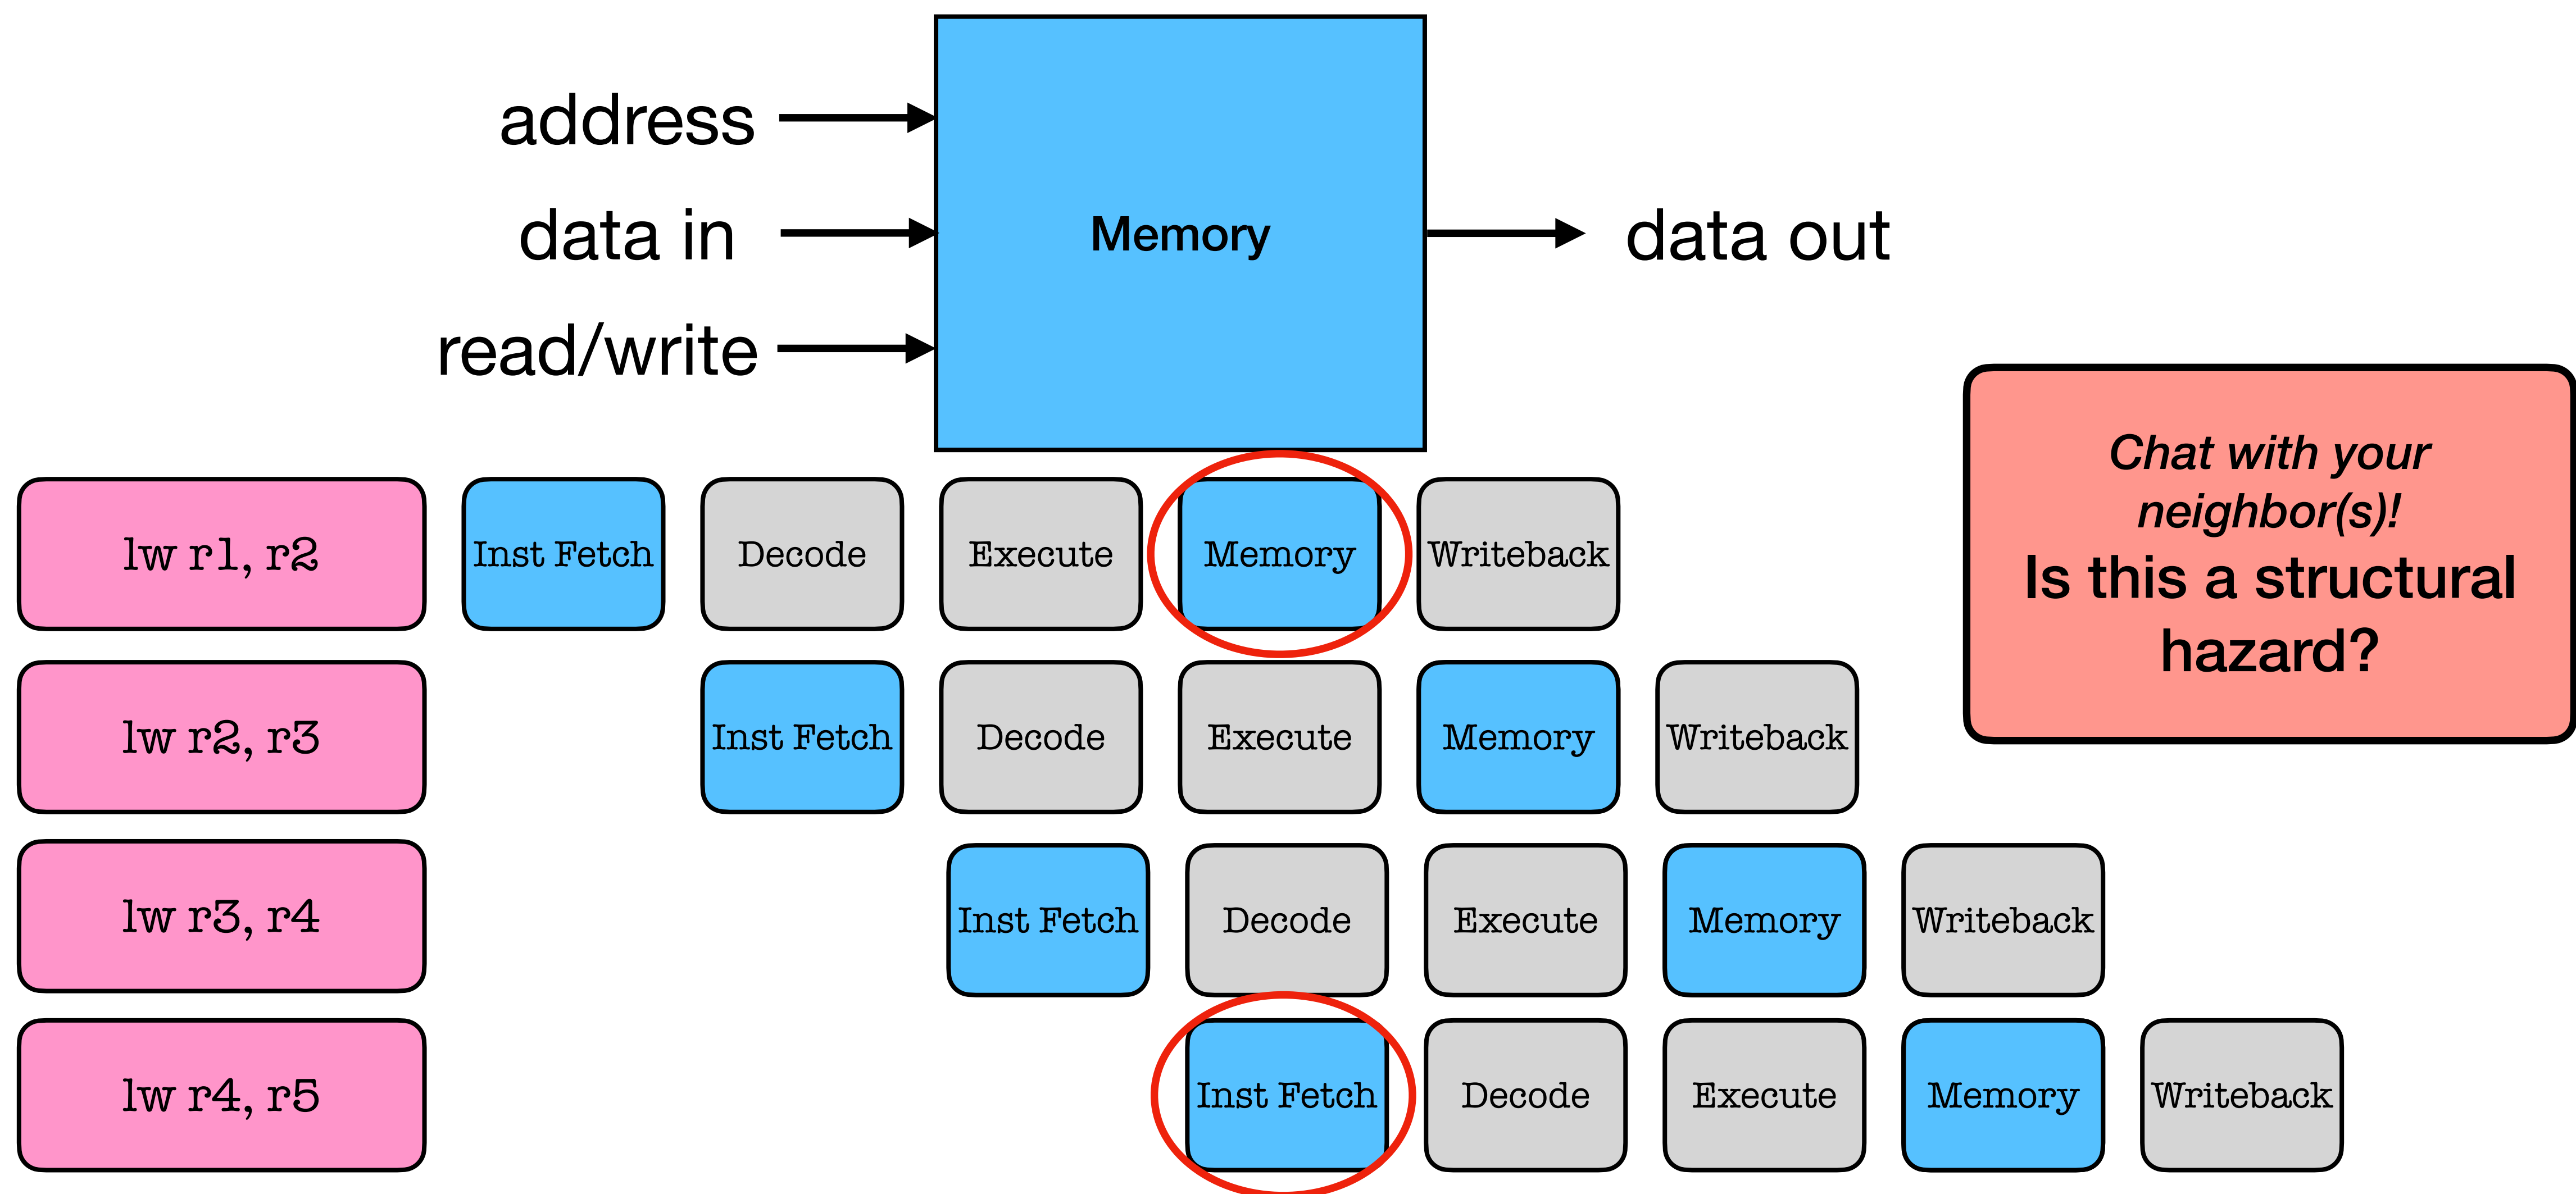 address
data in
read/write
Memory
data out
Chat with your
neighbor(s)!
Is this a structural
hazard?
lw r1, r2
Inst Fetch
Decode
Execute
Memory
Writeback
lw r2, r3
Inst Fetch
Decode
Execute
Memory
Writeback
lw r3, r4
Inst Fetch
Decode
Execute
Memory
Writeback
lw r4, r5
Inst Fetch
Decode
Execute
Memory
Writeback